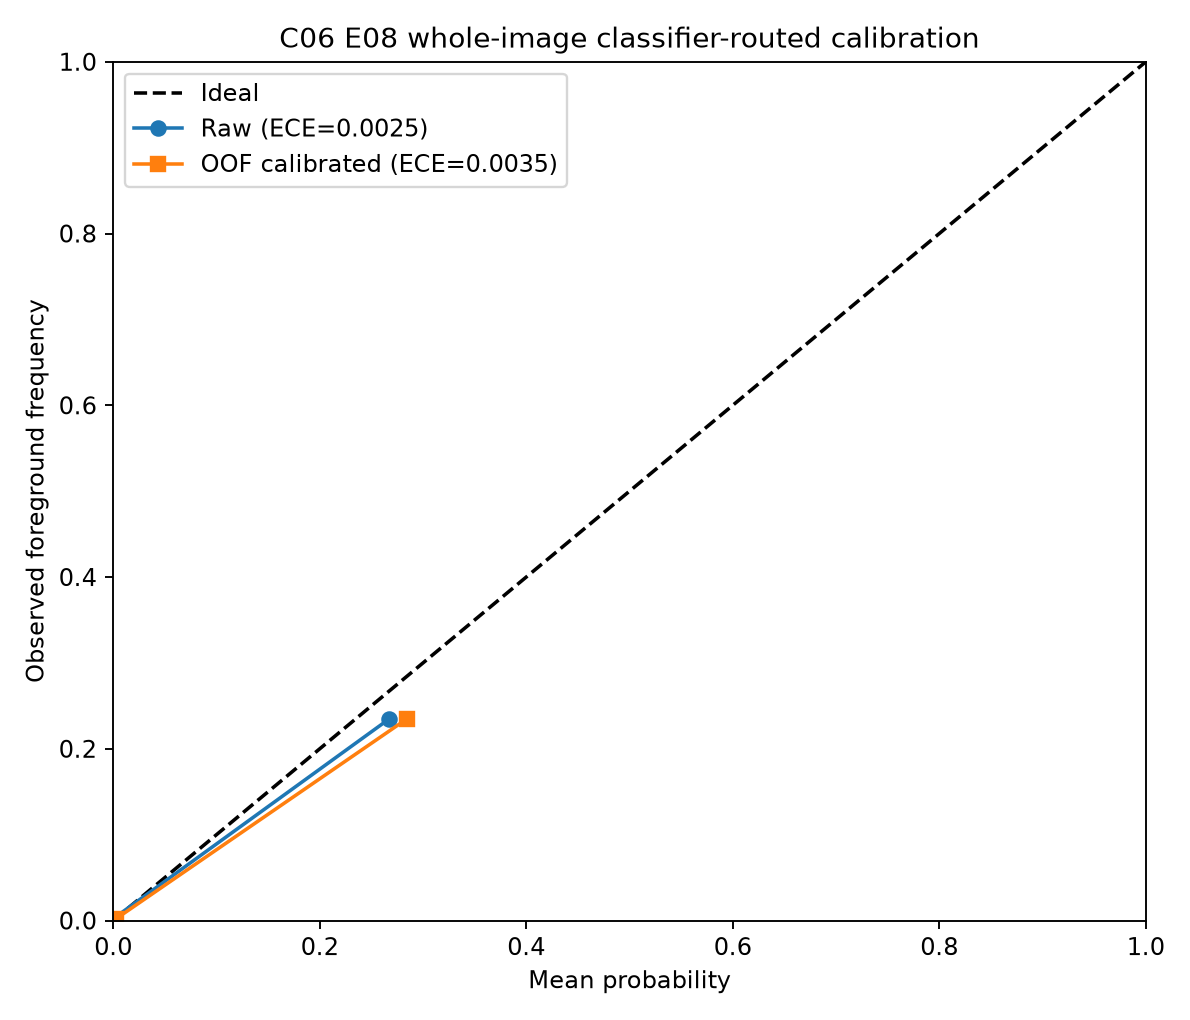 C06 E08 whole-image classifier-routed calibration
Ideal
Raw (ECE=0.0025)
OOF calibrated (ECE=0.0035)
Observed foreground frequency
1.0
0.8
0.6
0.4
0.2
0.0
0.0 0.2 0.4 0.6 0.8 1.0
Mean probability